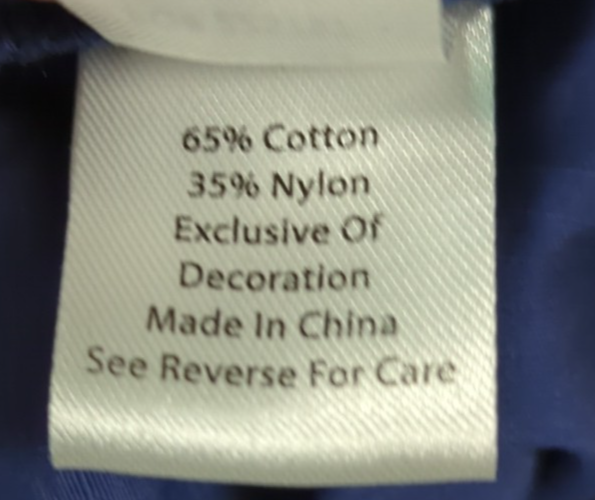 65% Cotton
35% Nylon
Exclusive Of
Decoration
Made In China
See Reverse For Care